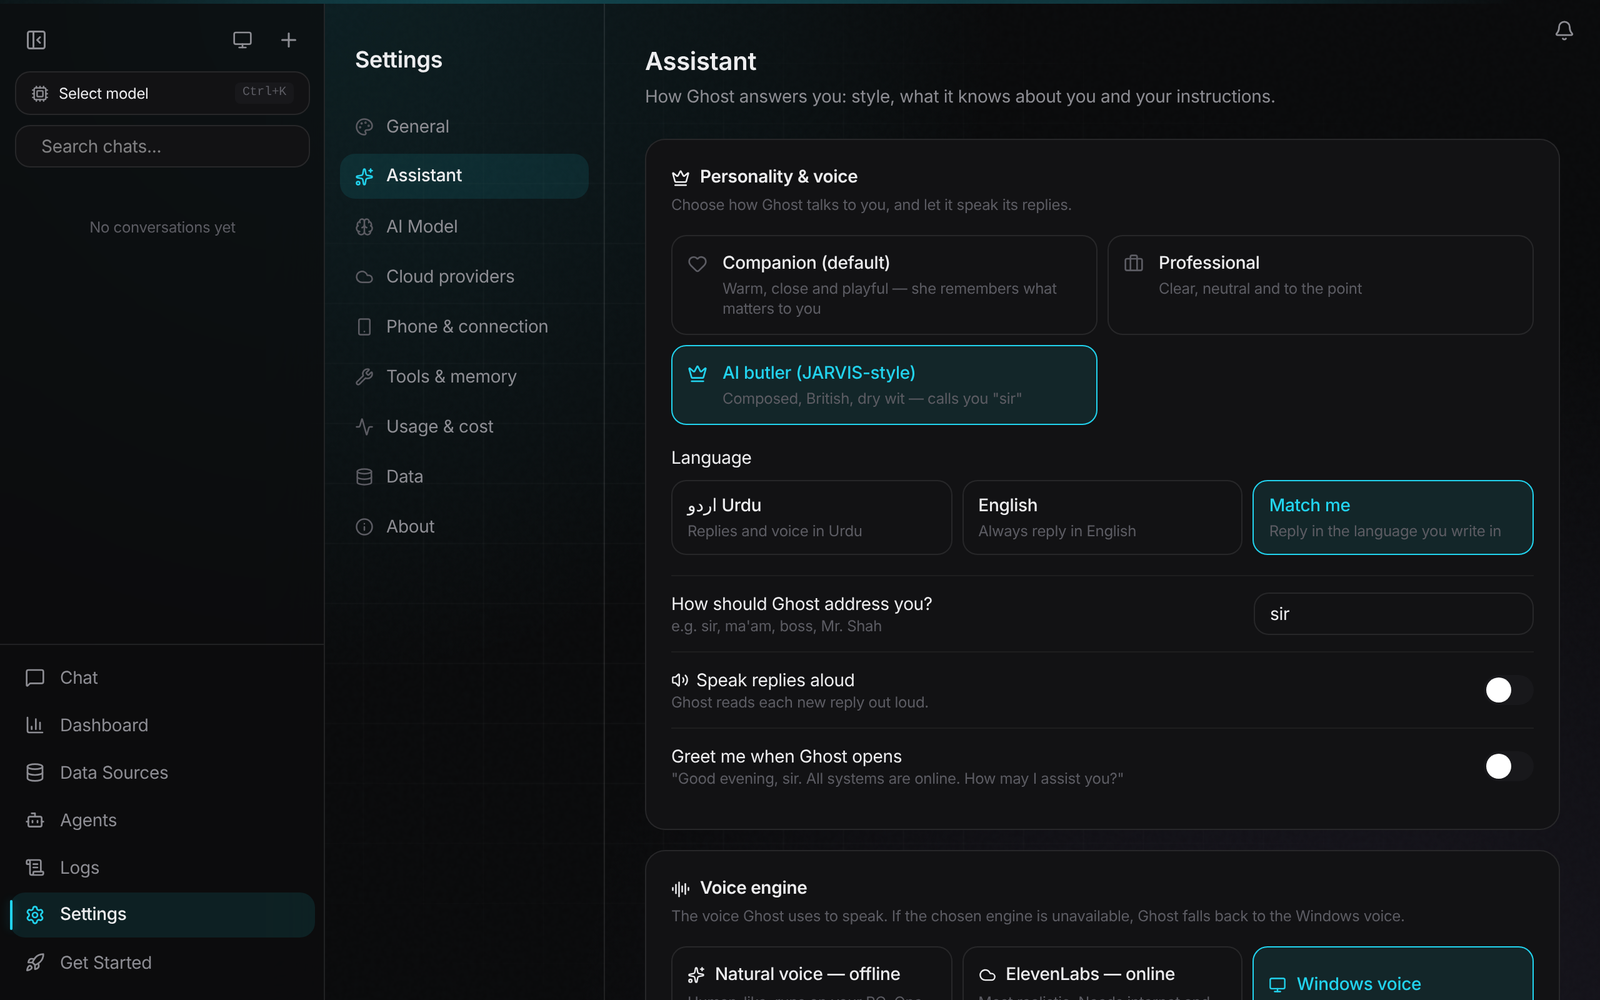 Select model
Ctrl+K
Search chats...
No conversations yet
Chat
Dashboard
Data Sources
Agents
Logs
Settings
Get Started
Settings
General
Assistant
AI Model
Cloud providers
Phone & connection
Tools & memory
Usage & cost
Data
About
Assistant
How Ghost answers you: style, what it knows about you and your instructions.
Personality & voice
Choose how Ghost talks to you, and let it speak its replies.
Companion (default)
Warm, close and playful — she remembers what
matters to you
Professional
Clear, neutral and to the point
AI butler (JARVIS-style)
Composed, British, dry wit — calls you "sir"
Language
اردو Urdu
Replies and voice in Urdu
English
Always reply in English
Match me
Reply in the language you write in
How should Ghost address you?
e.g. sir, ma'am, boss, Mr. Shah
sir
Speak replies aloud
Ghost reads each new reply out loud.
Greet me when Ghost opens
"Good evening, sir. All systems are online. How may I assist you?"
Voice engine
The voice Ghost uses to speak. If the chosen engine is unavailable, Ghost falls back to the Windows voice.
Natural voice — offline
ElevenLabs — online
Windows voice